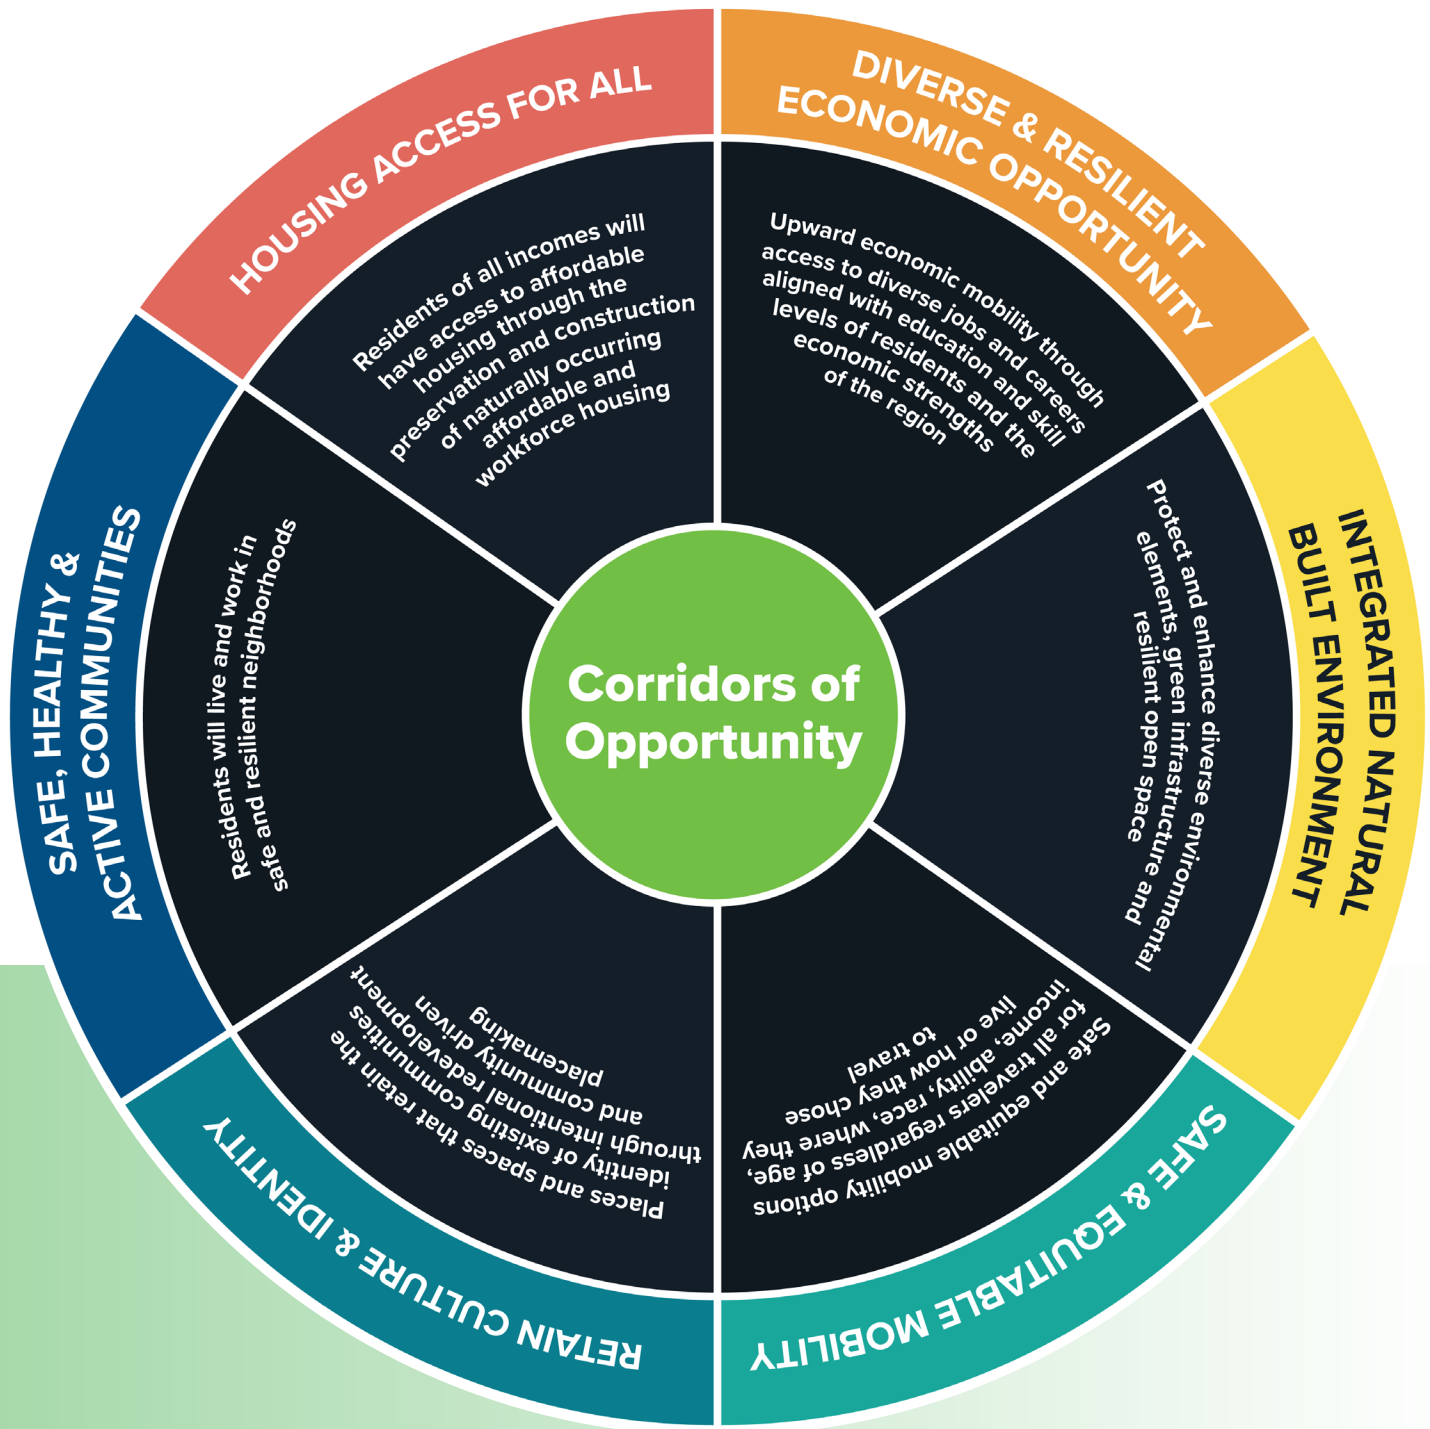 HOUSING ACCESS FOR ALL
Residents of all incomes will
have access to affordable
housing through the
preservation and construction
of naturally occurring
affordable and
workforce housing
DIVERSE & RESILIENT
ECONOMIC OPPORTUNITY
Upward economic mobility through
access to diverse jobs and careers
aligned with education and skill
levels of residents and the
economic strengths
of the region
INTEGRATED NATURAL
BUILT ENVIRONMENT
Protect and enhance diverse environmental
elements, green infrastructure and
resilient open space
SAFE & EQUITABLE MOBILITY
Safe and equitable mobility options
for all travelers regardless of age,
income, ability, race, where they
live or how they chose
to travel
RETAIN CULTURE & IDENTITY
Places and spaces that retain the
identity of existing communities
through intentional redevelopment
and community driven
placemaking
SAFE, HEALTHY &
ACTIVE COMMUNITIES
Residents will live and work in
safe and resilient neighborhoods
Corridors of
Opportunity